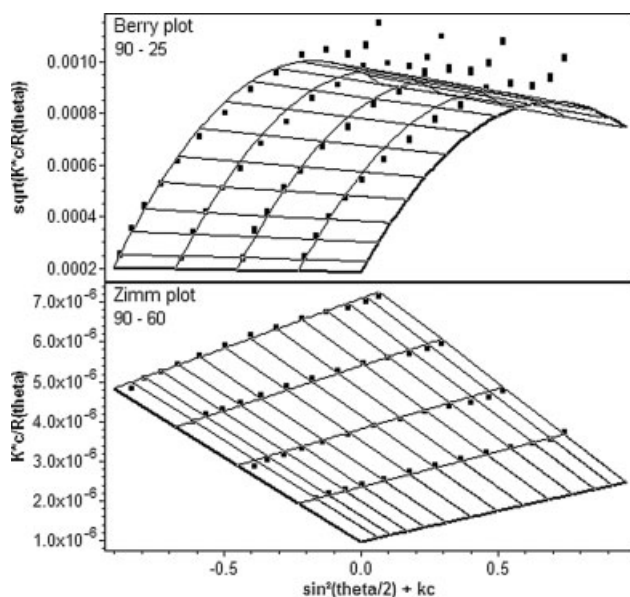 Berry plot
90 - 25
0.0010
0.0008
0.0006
0.0004
0.0002
sqrt(K*c/R(theta))
Zimm plot
90 - 60
7.0x10⁻⁶
6.0x10⁻⁶
5.0x10⁻⁶
4.0x10⁻⁶
3.0x10⁻⁶
2.0x10⁻⁶
1.0x10⁻⁶
K*c/R(theta)
-0.5
0.0
0.5
sin²(theta/2) + kc